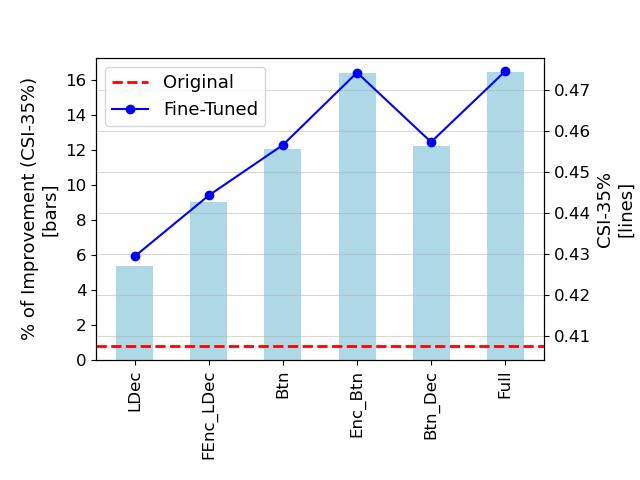 Original
Fine-Tuned
% of Improvement (CSI-35%)
[bars]
16
14
12
10
8
6
4
2
0
0.47
0.46
0.45
0.44
0.43
0.42
0.41
CSI-35%
[lines]
LDec
FEnc_LDec
Btn
Enc_Btn
Btn_Dec
Full